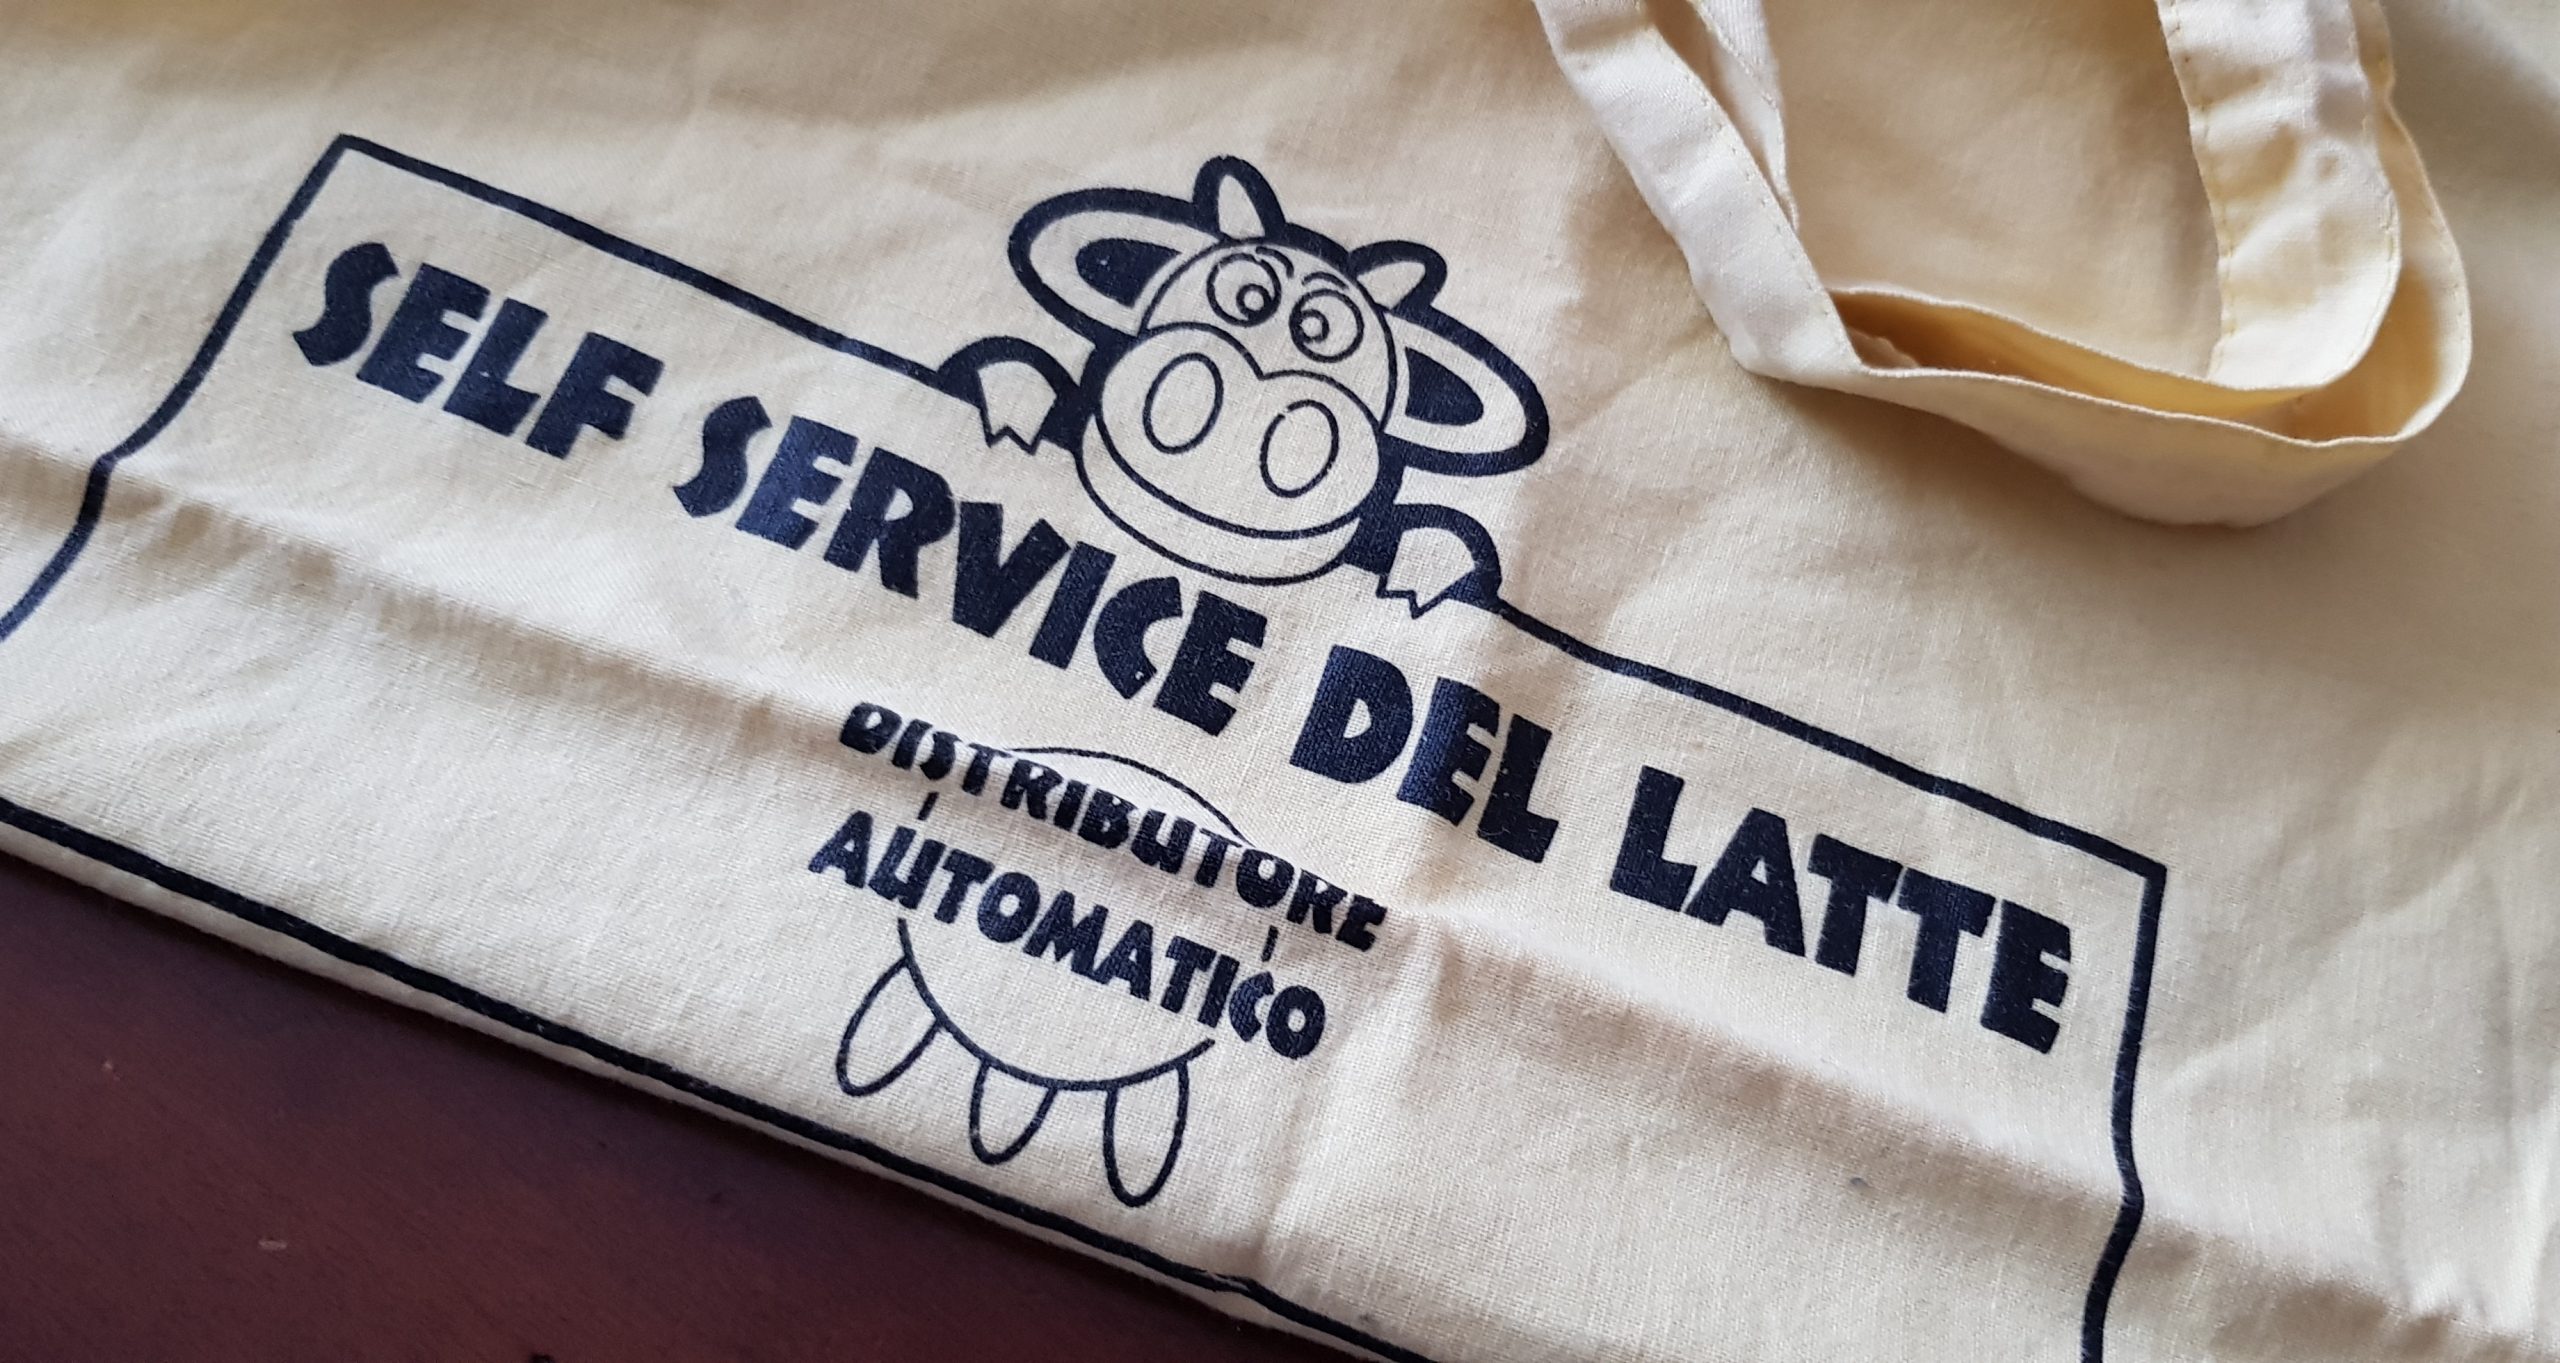 SELF SERVICE DEL LATTE
DISTRIBUTORE
AUTOMATICO